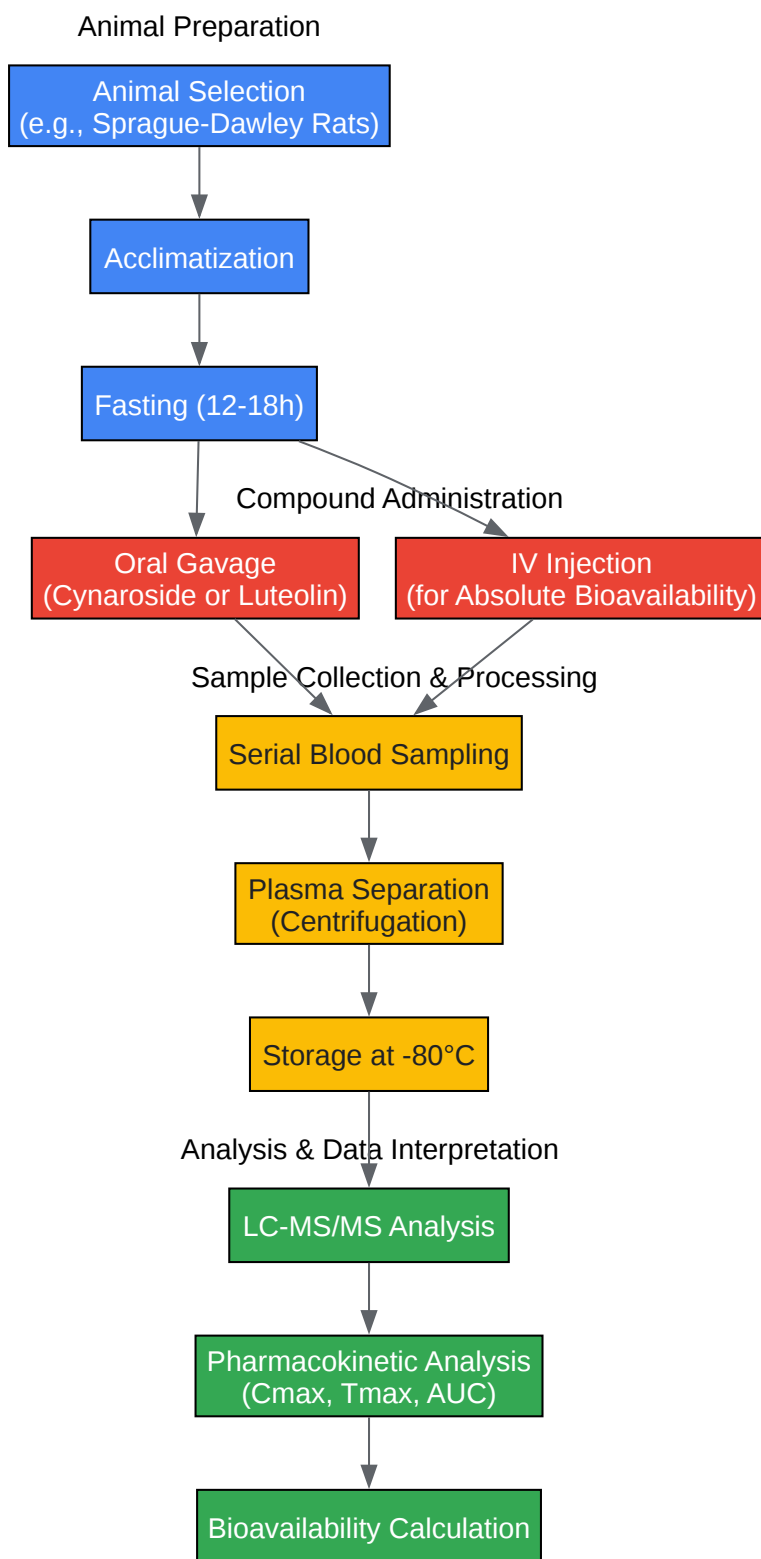 Animal Preparation
Animal Selection
(e.g., Sprague-Dawley Rats)
Acclimatization
Fasting (12-18h)
Compound Administration
Oral Gavage
(Cynaroside or Luteolin)
IV Injection
(for Absolute Bioavailability)
Sample Collection & Processing
Serial Blood Sampling
Plasma Separation
(Centrifugation)
Storage at -80°C
Analysis & Data Interpretation
LC-MS/MS Analysis
Pharmacokinetic Analysis
(Cmax, Tmax, AUC)
Bioavailability Calculation